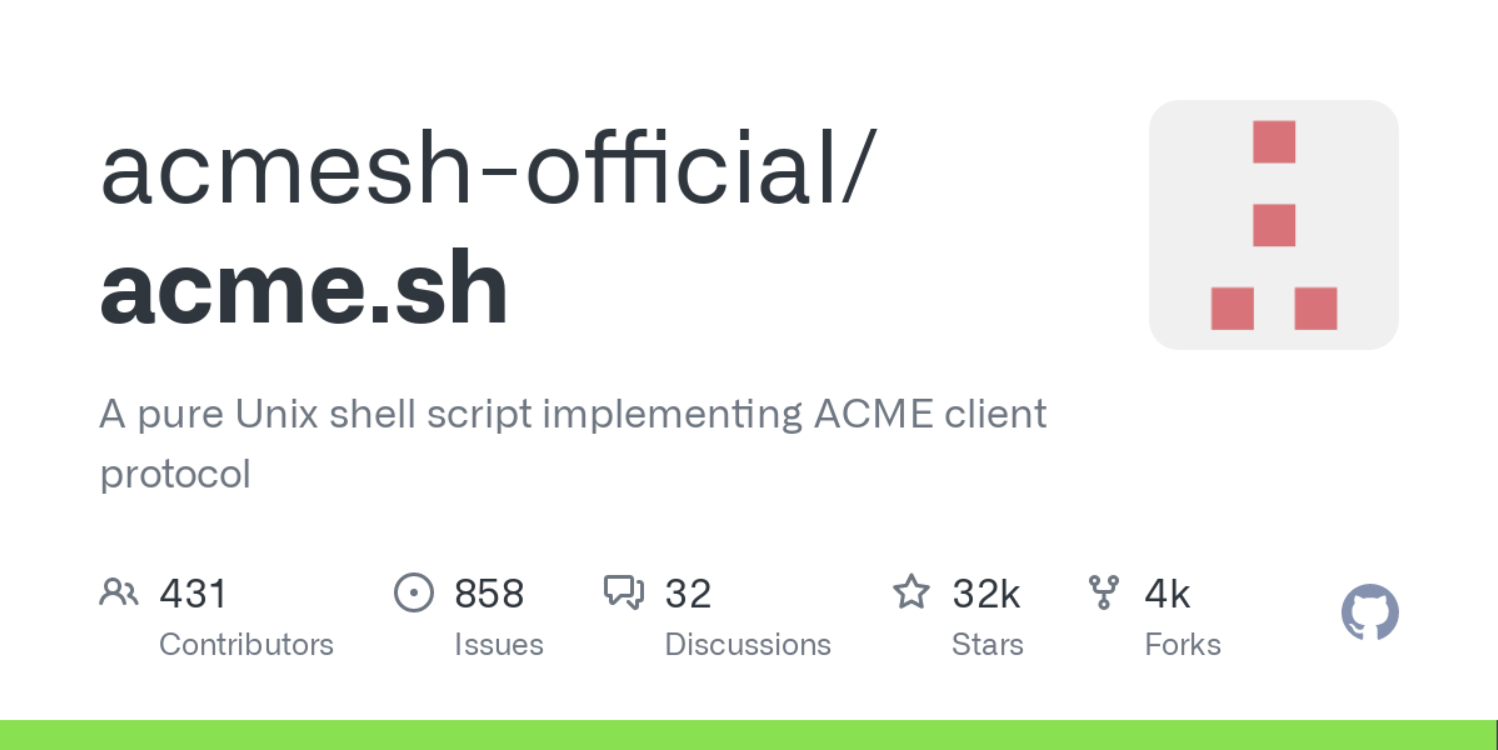 acmesh-official/
acme.sh
A pure Unix shell script implementing ACME client
protocol
431 858 32 32k 4k
Contributors Issues Discussions Stars Forks